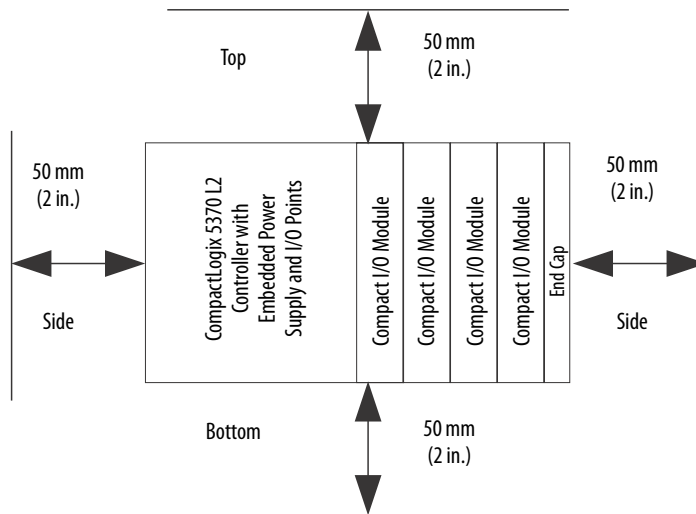 Top
50 mm
(2 in.)
50 mm
(2 in.)
Side
CompactLogix 5370 L2
Controller with
Embedded Power
Supply and I/O Points
Compact I/O Module
Compact I/O Module
Compact I/O Module
Compact I/O Module
End Cap
50 mm
(2 in.)
Side
Bottom
50 mm
(2 in.)